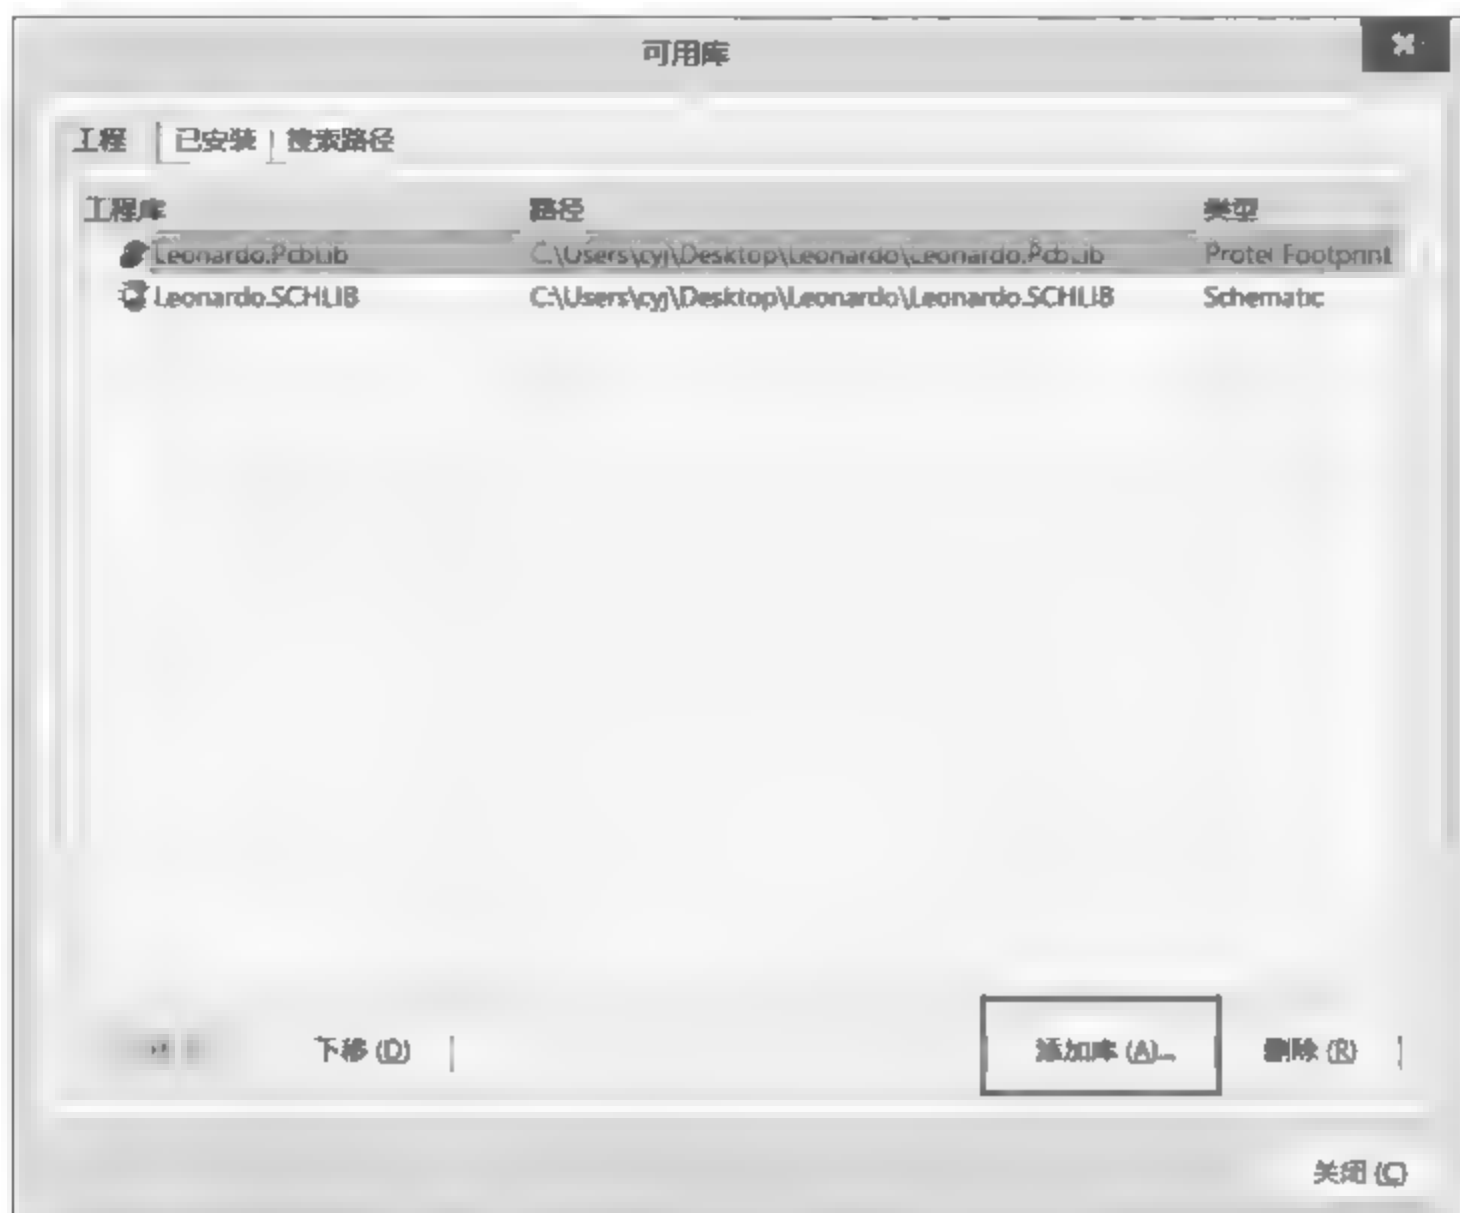 可用库
工程 已安装 搜索路径
工程库 路径 类型
Leonardo.PcbLib C:\Users\cyj\Desktop\Leonardo\Leonardo.PcbLib Protel Footprint
Leonardo.SCHLIB C:\Users\cyj\Desktop\Leonardo\Leonardo.SCHLIB Schematic
下移 (D) 添加库 (A)... 删除 (R)
关闭 (C)